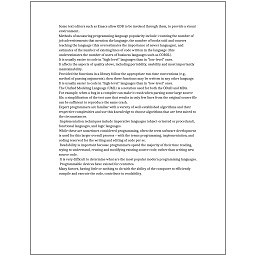 Some text editors such as Emacs allow GDB to be invoked through them, to provide a visual
environment.
Methods of measuring programming language popularity include: counting the number of
job advertisements that mention the language, the number of books sold and courses
teaching the language (this overestimates the importance of newer languages), and
estimates of the number of existing lines of code written in the language (this
underestimates the number of users of business languages such as COBOL).
It is usually easier to code in "high-level" languages than in "low-level" ones.
It affects the aspects of quality above, including portability, usability and most importantly
maintainability.
Provided the functions in a library follow the appropriate run-time conventions (e.g.,
method of passing arguments), then these functions may be written in any other language.
It is usually easier to code in "high-level" languages than in "low-level" ones.
The Unified Modeling Language (UML) is a notation used for both the OOAD and MDA.
For example, when a bug in a compiler can make it crash when parsing some large source
file, a simplification of the test case that results in only few lines from the original source file
can be sufficient to reproduce the same crash.
Expert programmers are familiar with a variety of well-established algorithms and their
respective complexities and use this knowledge to choose algorithms that are best suited to
the circumstances.
Implementation techniques include imperative languages (object-oriented or procedural),
functional languages, and logic languages.
While these are sometimes considered programming, often the term software development
is used for this larger overall process – with the terms programming, implementation, and
coding reserved for the writing and editing of code per se.
Readability is important because programmers spend the majority of their time reading,
trying to understand, reusing and modifying existing source code, rather than writing new
source code.
It is very difficult to determine what are the most popular modern programming languages.
Programmable devices have existed for centuries.
Many factors, having little or nothing to do with the ability of the computer to efficiently
compile and execute the code, contribute to readability.